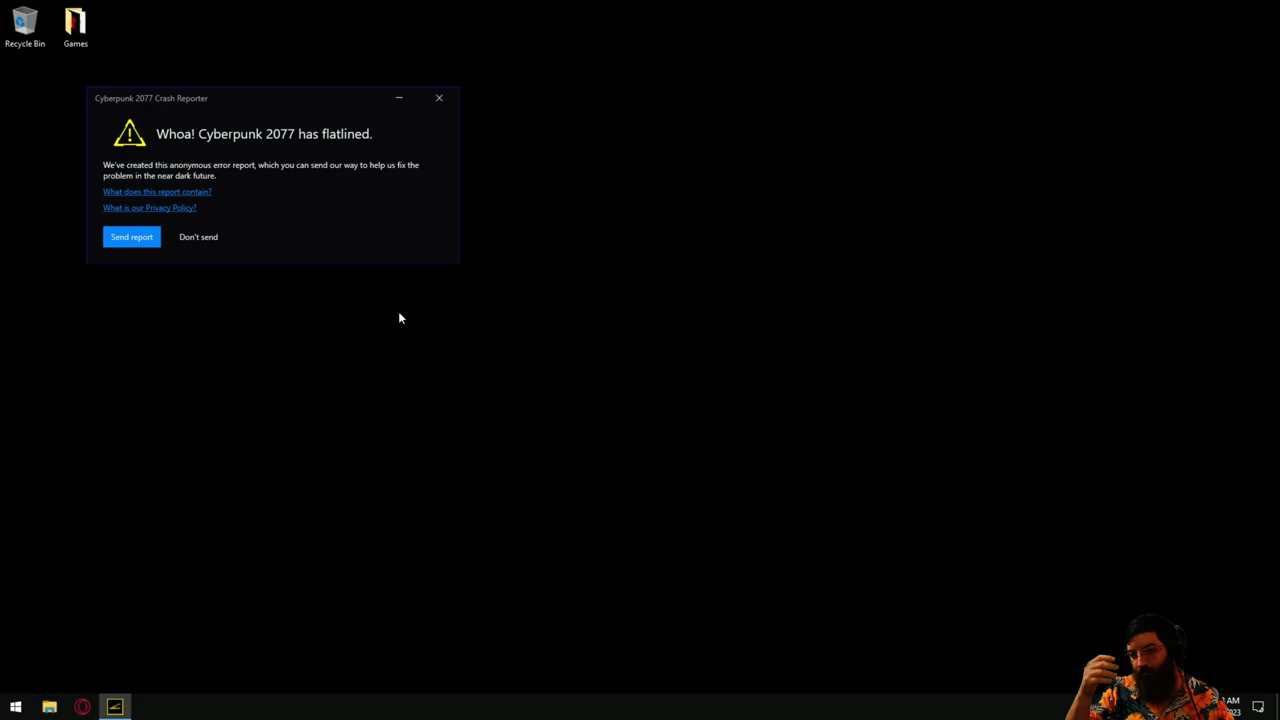 Recycle Bin
Games
Cyberpunk 2077 Crash Reporter
Whoa! Cyberpunk 2077 has flatlined.
We've created this anonymous error report, which you can send our way to help us fix the
problem in the near dark future.
What does this report contain?
What is our Privacy Policy?
Send report
Don't send
AM
023